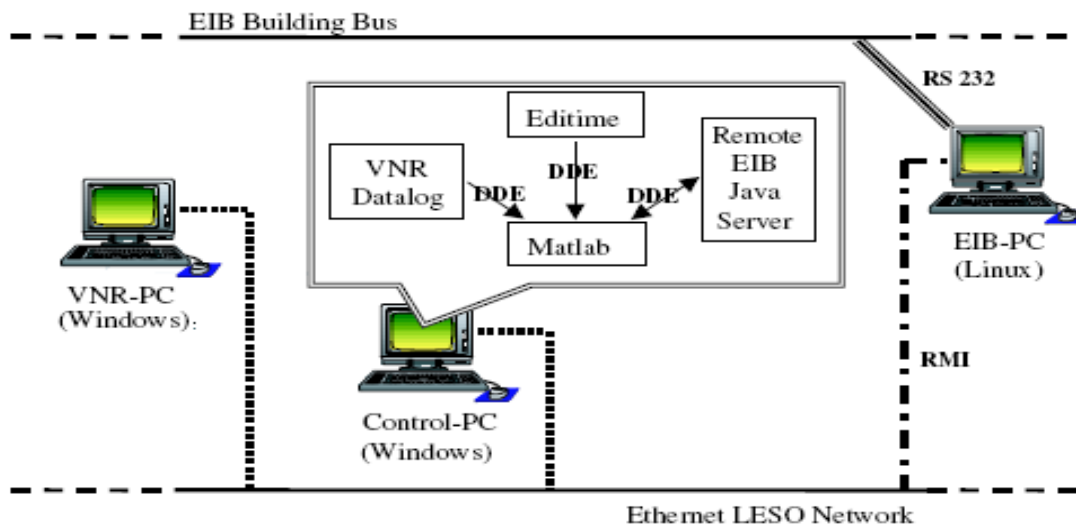 EIB Building Bus
RS 232
Editime
VNR
Datalog
DDE
DDE
DDE
Remote
EIB
Java
Server
Matlab
VNR-PC
(Windows):
EIB-PC
(Linux)
Control-PC
(Windows)
RMI
Ethernet LESO Network